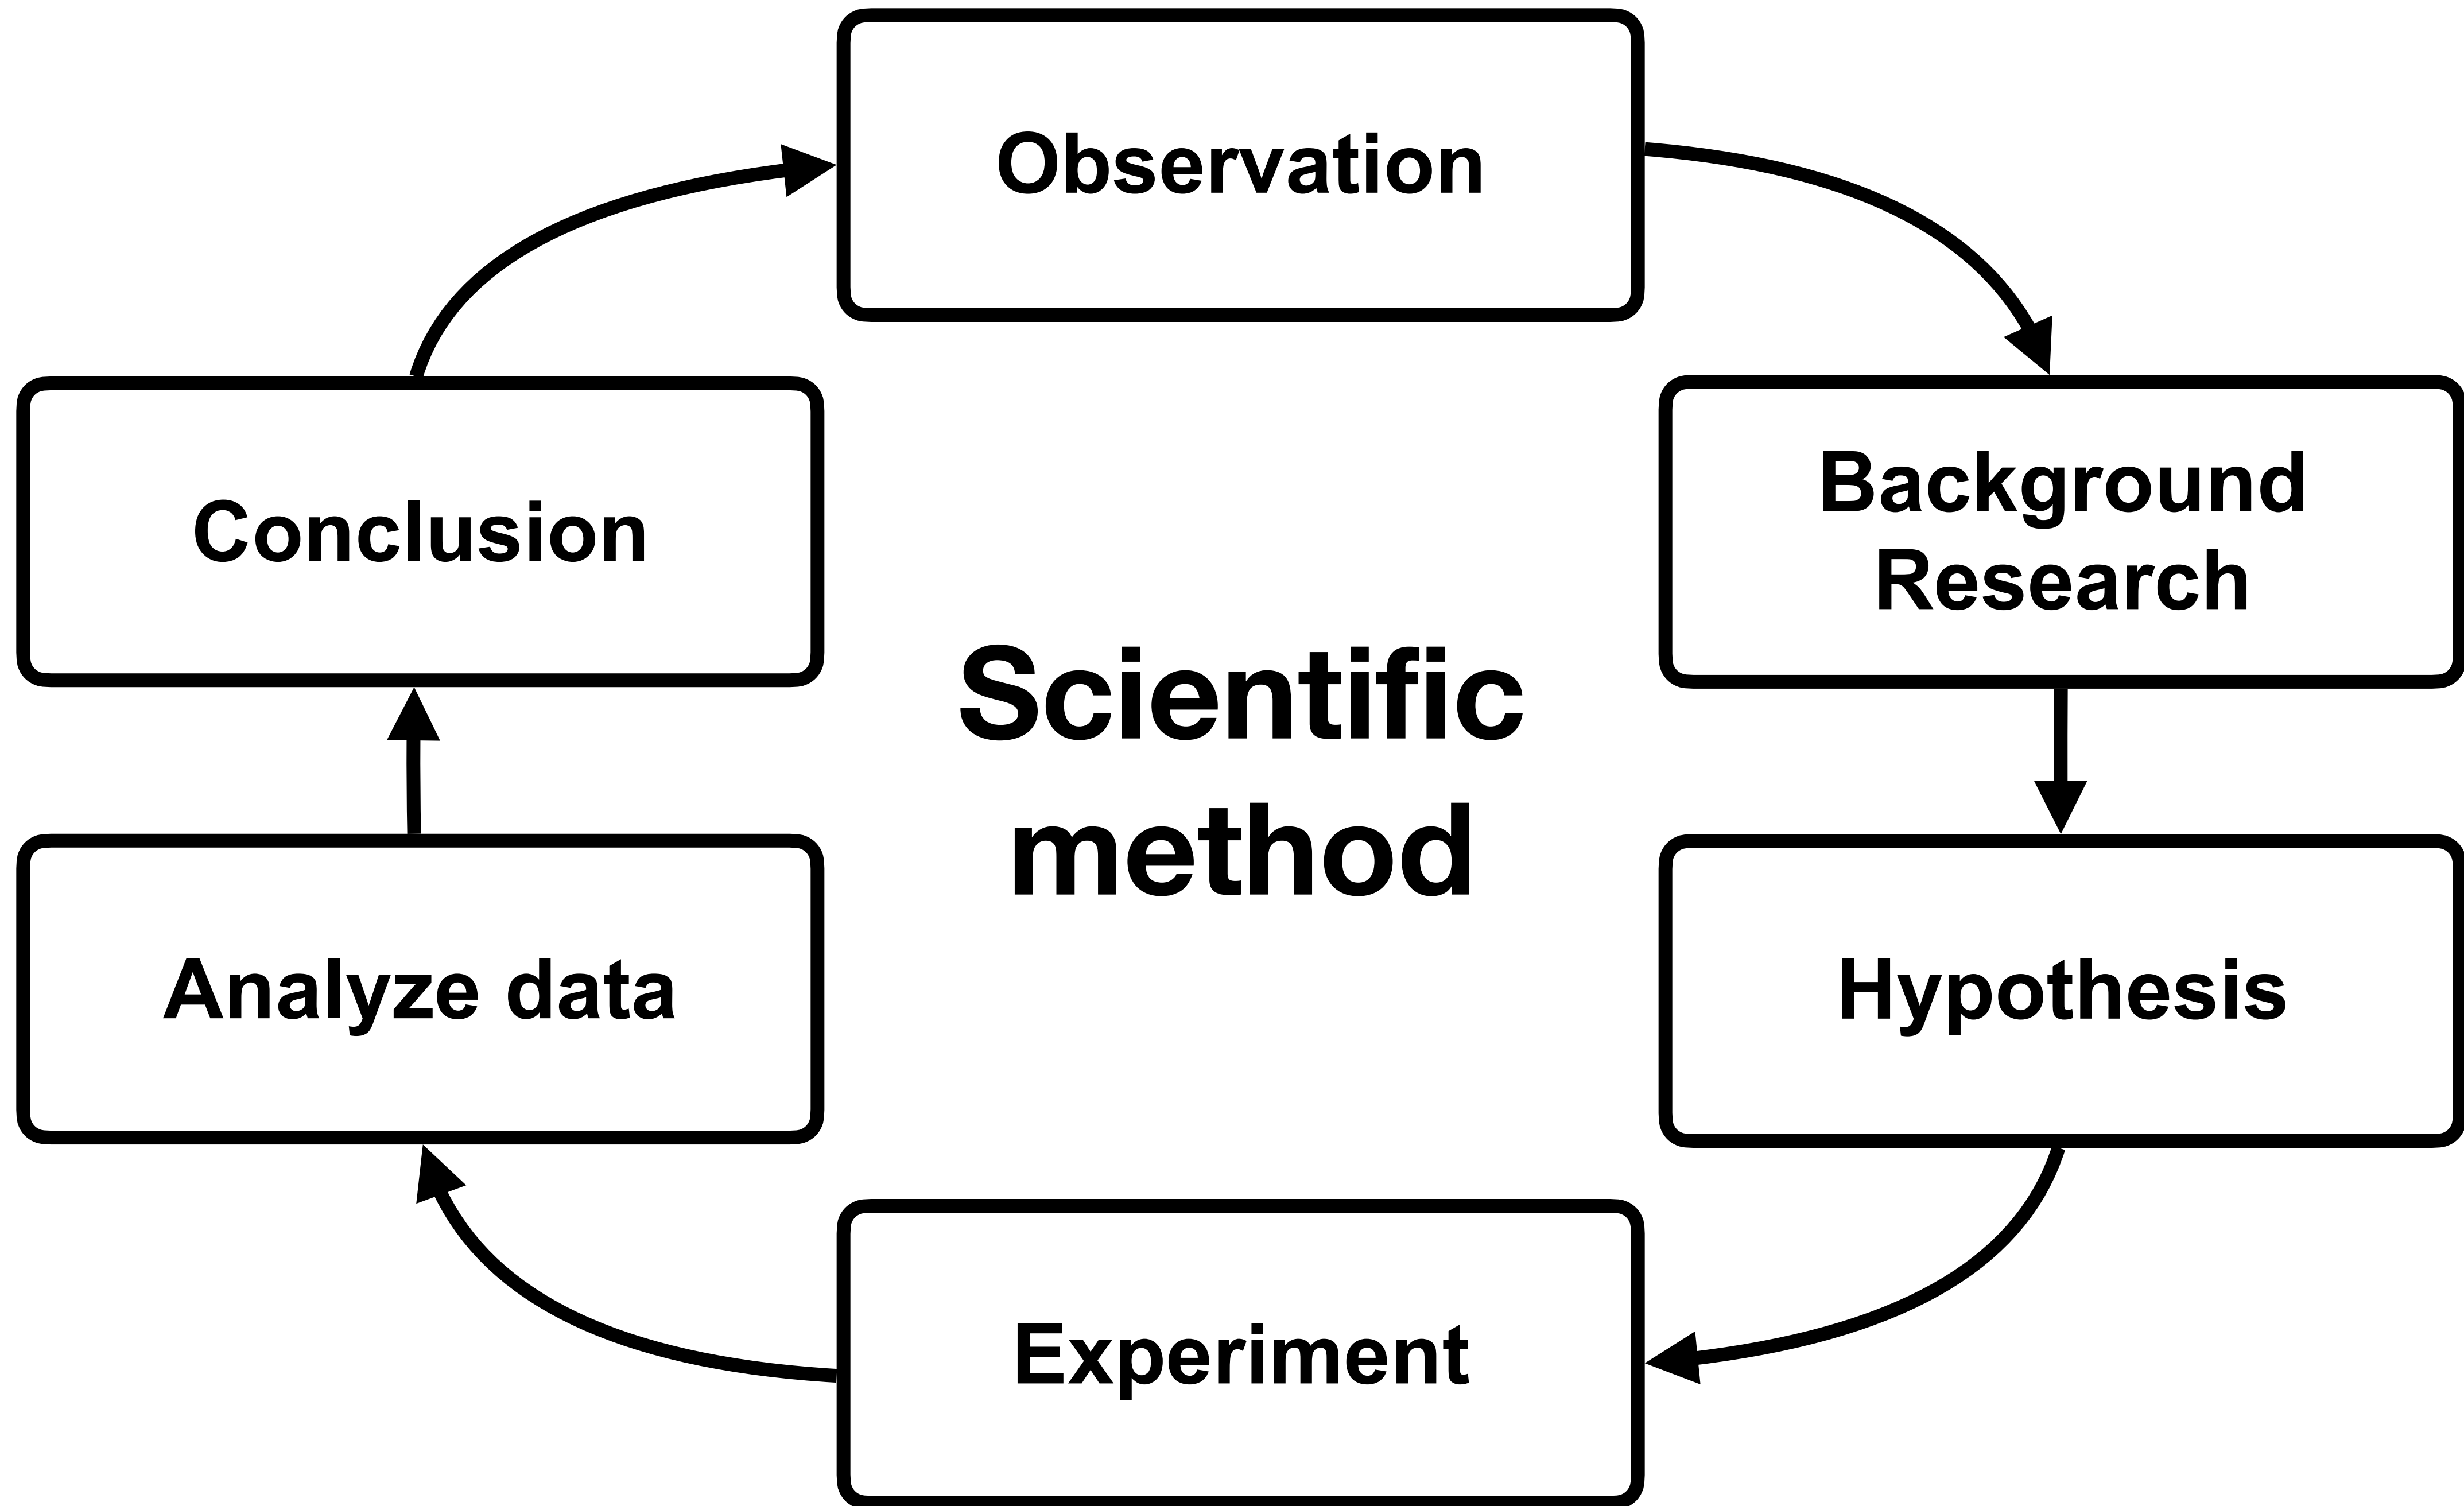 Observation
Background
Research
Hypothesis
Experiment
Analyze data
Conclusion
Scientific
method